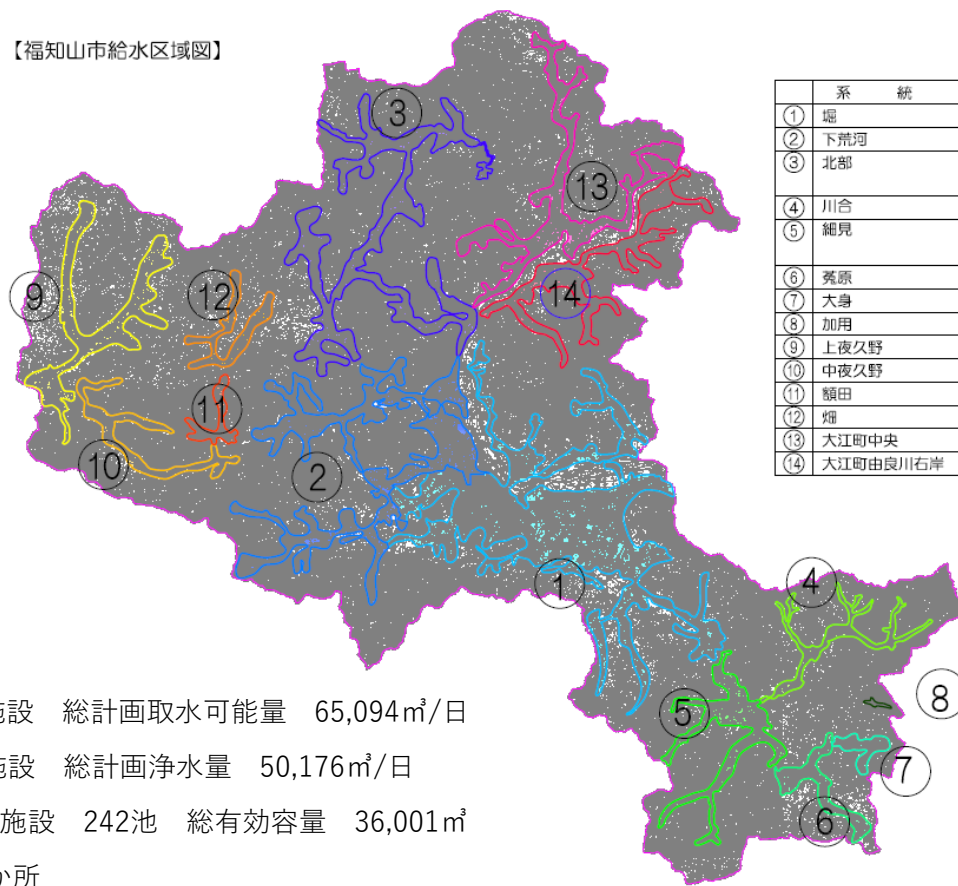 【福知山市給水区域図】
系 統
① 堀
② 下荒河
③ 北部
④ 川合
⑤ 細見
⑥ 菟原
⑦ 大身
⑧ 加用
⑨ 上夜久野
⑩ 中夜久野
⑪ 額田
⑫ 畑
⑬ 大江町中央
⑭ 大江町由良川右岸
③
⑬
⑨
⑫
⑭
⑪
⑩
②
①
④
⑤
⑧
⑦
⑥
施設 総計画取水可能量 65,094㎥/日
施設 総計画浄水量 50,176㎥/日
施設 242池 総有効容量 36,001㎥
か所